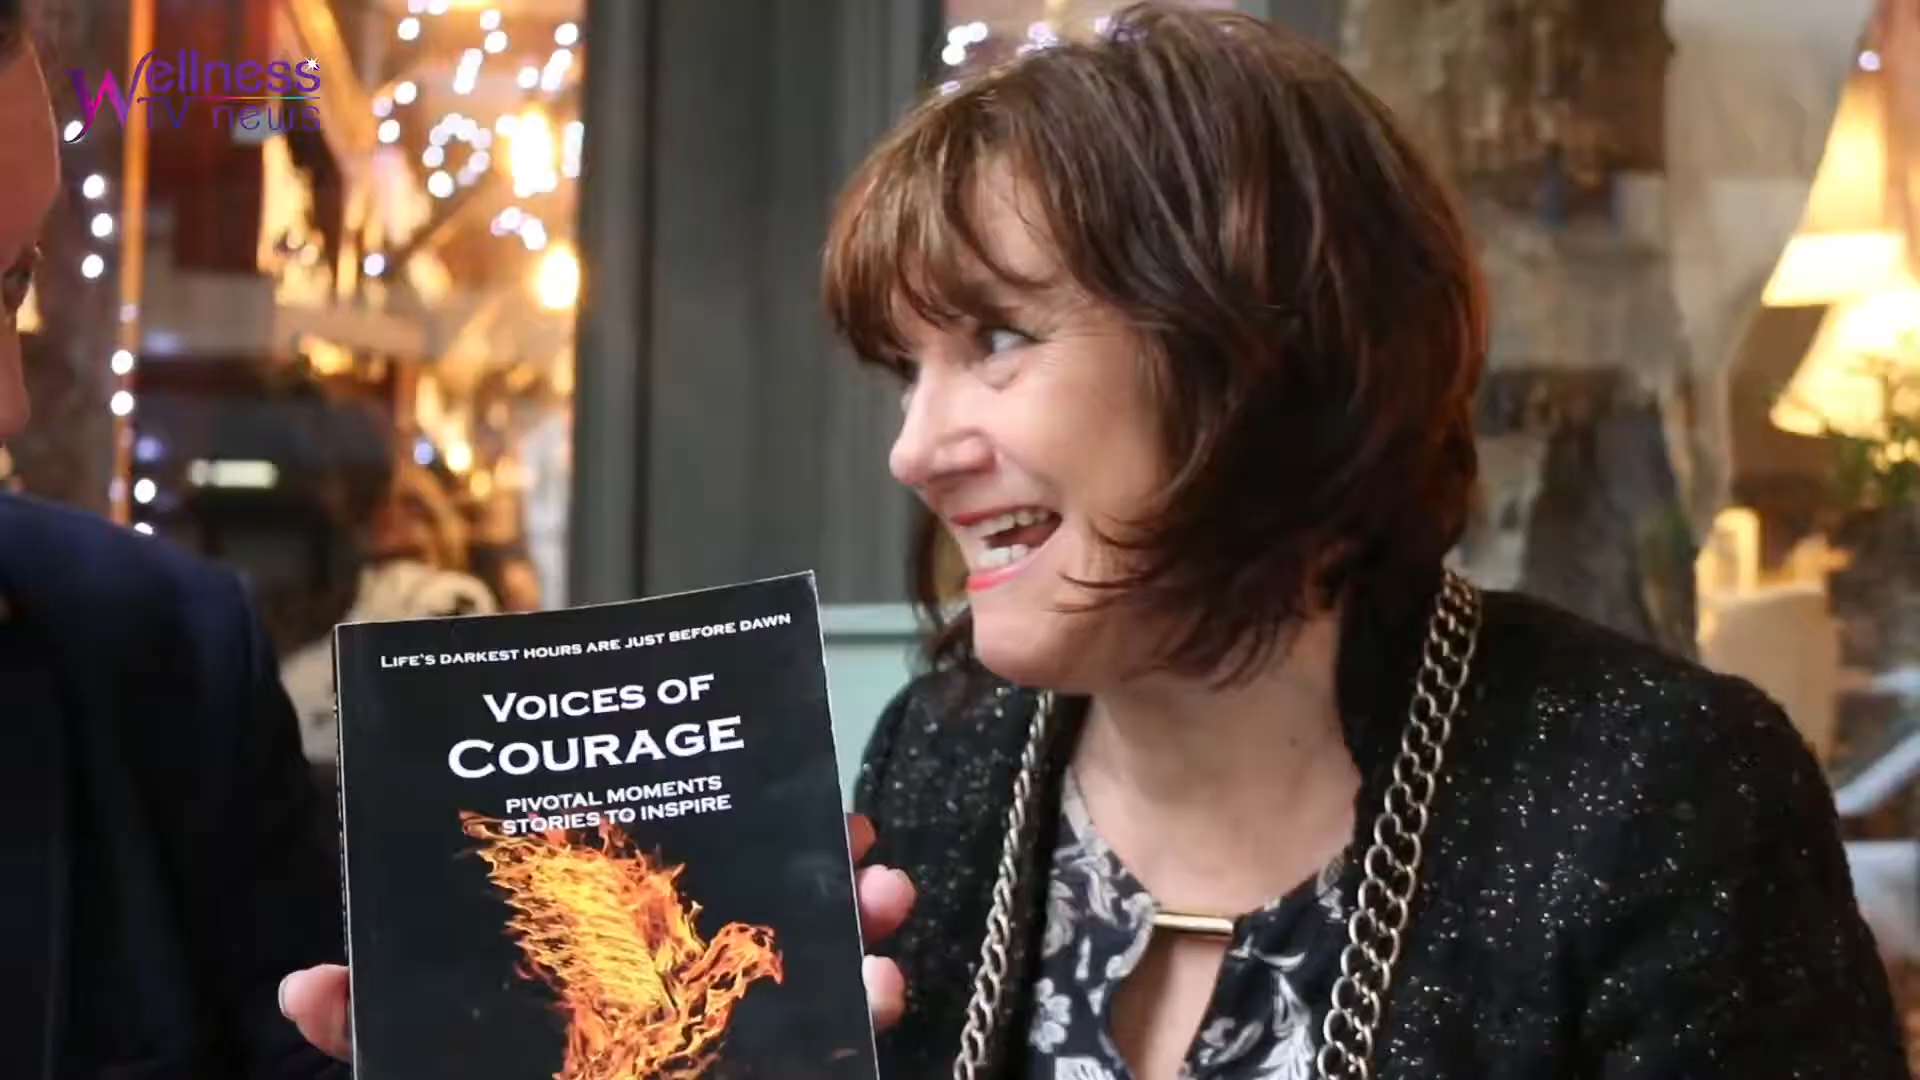 Wellness
TV news
LIFE'S DARKEST HOURS ARE JUST BEFORE DAWN
VOICES OF
COURAGE
PIVOTAL MOMENTS
STORIES TO INSPIRE